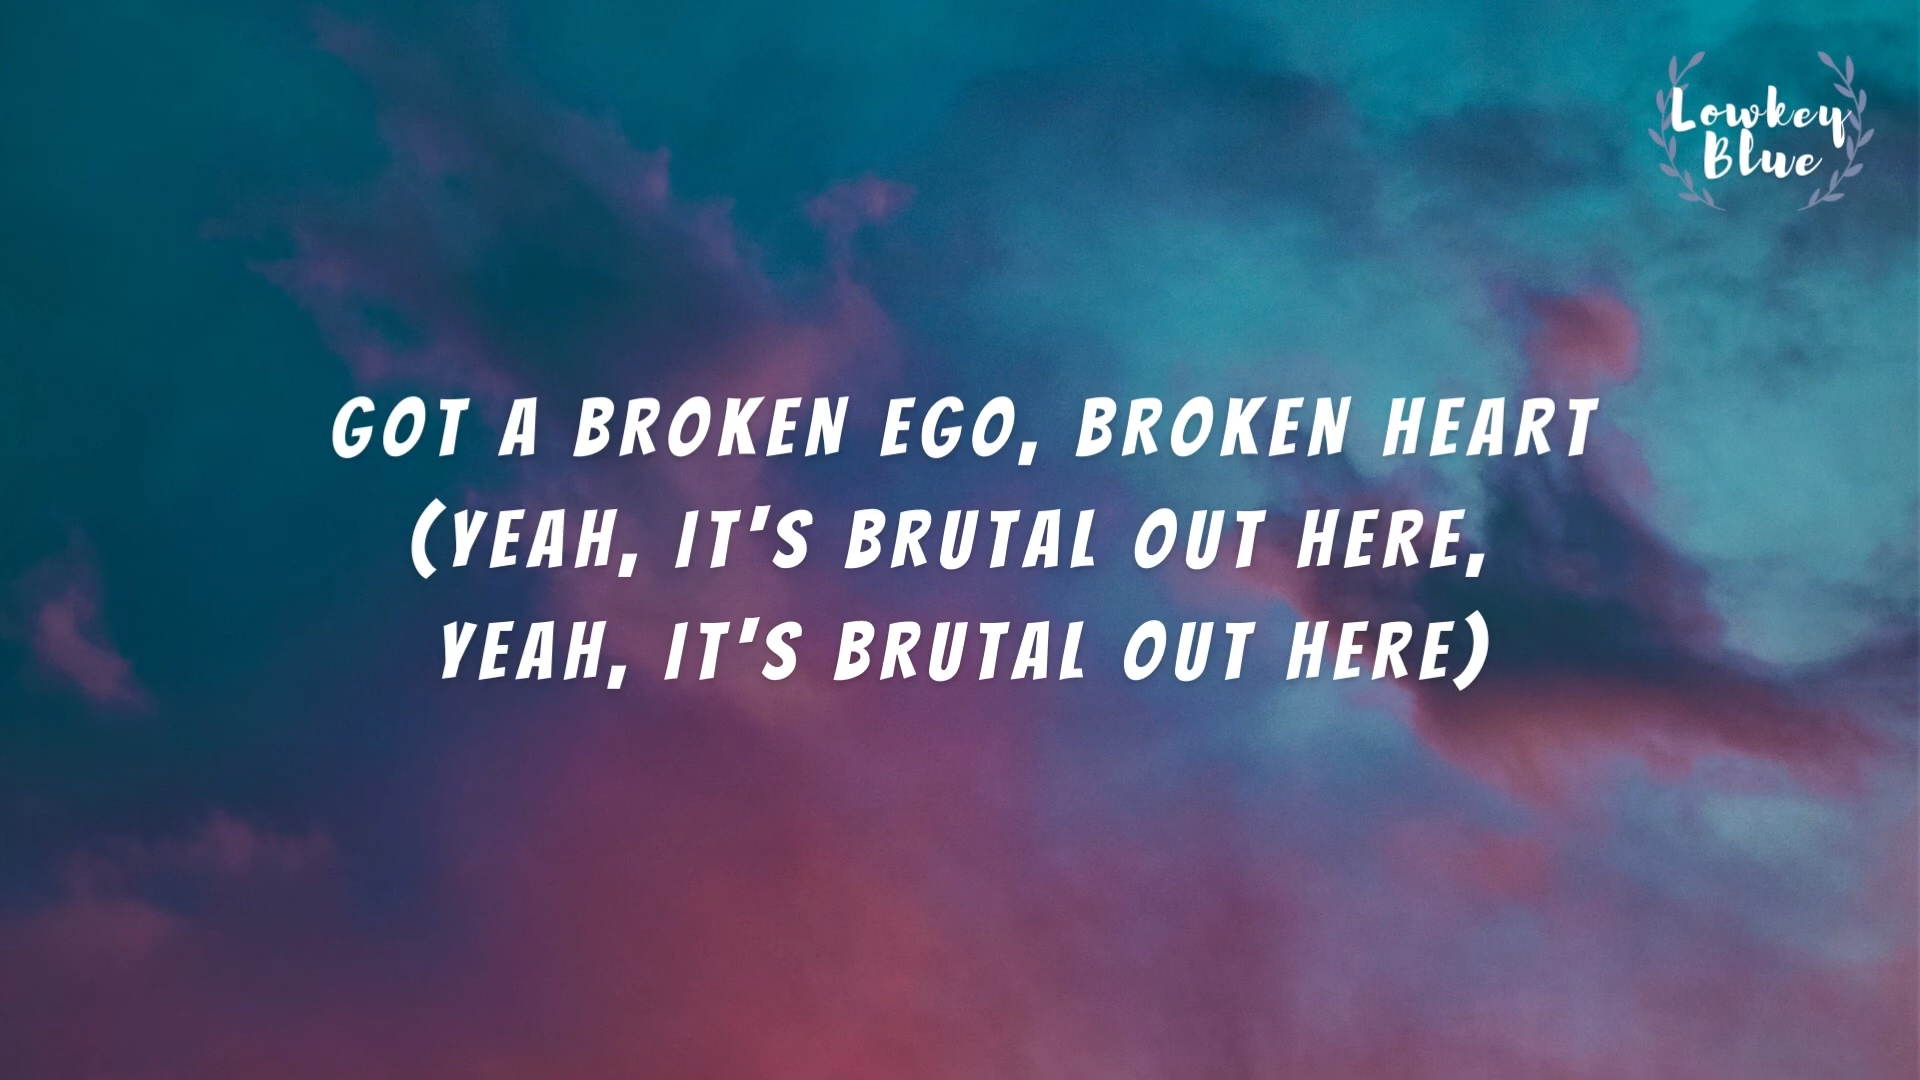 Lowkey
Blue
GOT A BROKEN EGO, BROKEN HEART
(YEAH, IT'S BRUTAL OUT HERE,
YEAH, IT'S BRUTAL OUT HERE)